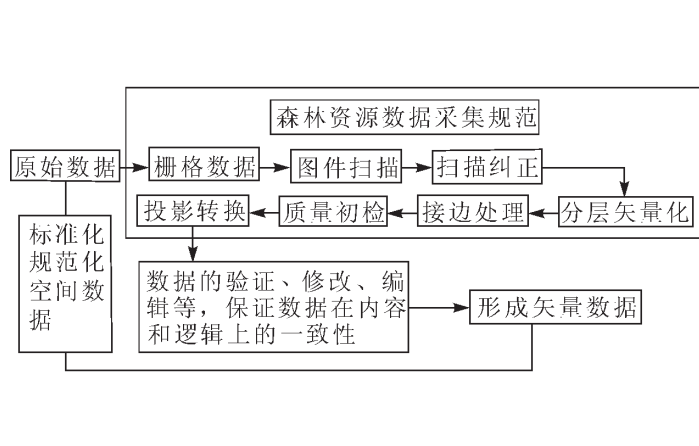 森林资源数据采集规范
原始数据
栅格数据
图件扫描
扫描纠正
投影转换
质量初检
接边处理
分层矢量化
标准化
规范化
空间数
据
数据的验证、修改、编
辑等，保证数据在内容
和逻辑上的一致性
形成矢量数据